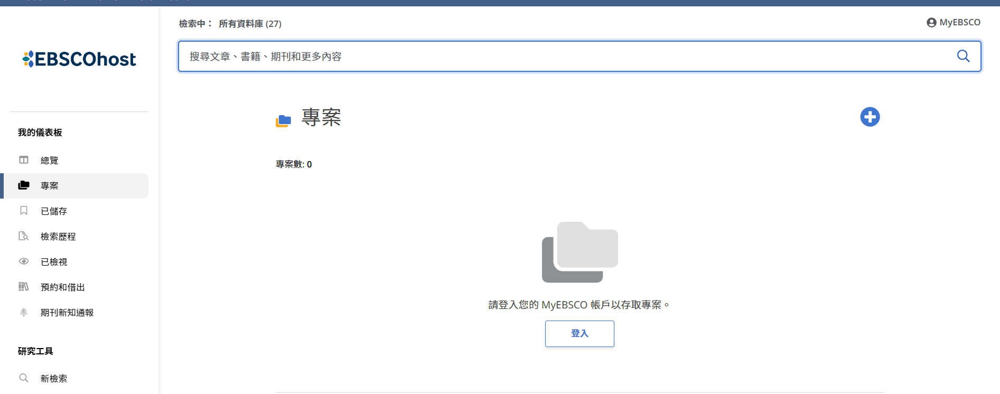 檢索中： 所有資料庫 (27)
MyEBSCO
EBSCOhost
搜尋文章、書籍、期刊和更多內容
我的儀表板
總覽
專案
已儲存
檢索歷程
已檢視
預約和借出
期刊新知通報
研究工具
新檢索
專案
專案數: 0
請登入您的 MyEBSCO 帳戶以存取專案。
登入